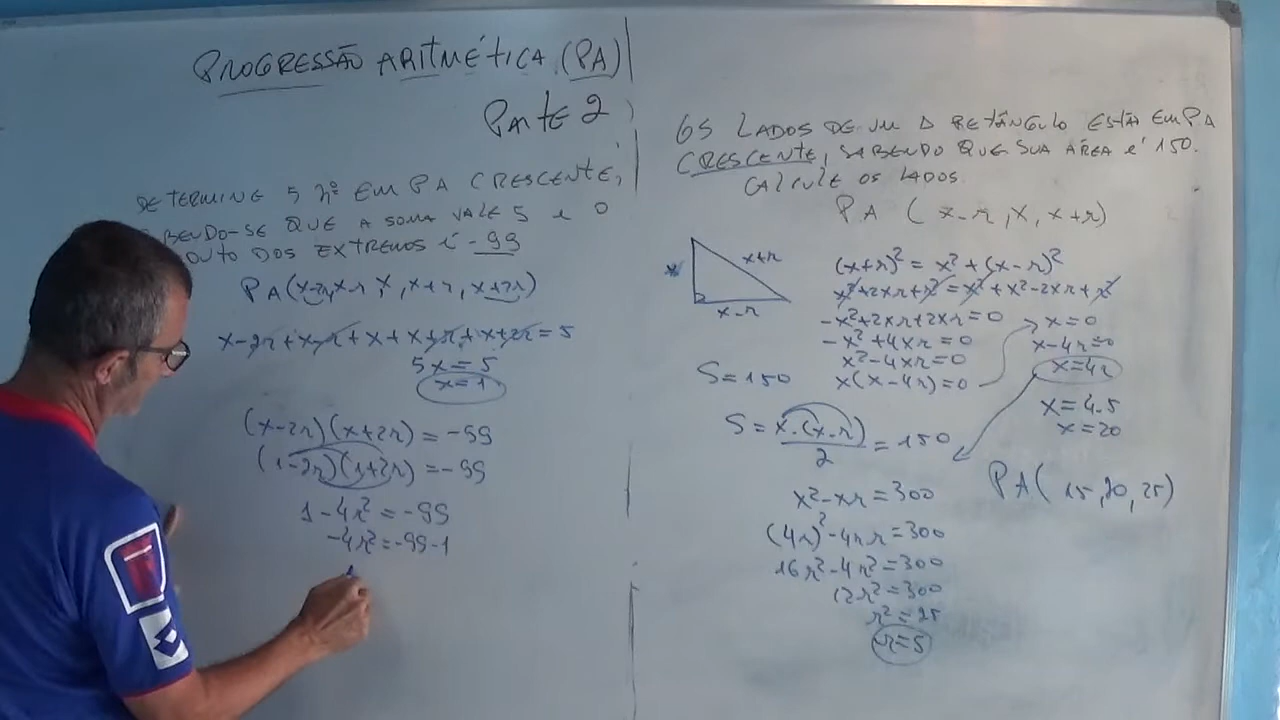 PROGRESSÃO ARITMÉTICA (PA)
PARTE 2
DETERMINE 5 nº EM PA CRESCENTE,
BENDO-SE QUE A SOMA VALE 5 E O
OUTO DOS EXTREMOS É -99
PA(x-2r, x-r, x, x+r, x+2r)
x-2r+x-r+x+x+r+x+2r=5
5x=5
x=1
(x-2r)(x+2r)=-99
(1-2r)(1+2r)=-99
1-4r²=-99
-4r²=-99-1
OS LADOS DE UM Δ RETÂNGULO ESTÃO EM PA
CRESCENTE, SABENDO QUE SUA ÁREA É 150.
CALCULE OS LADOS.
PA (x-r, x, x+r)
x
x+r
x-r
S=150
(x+r)²=x²+(x-r)²
x²+2xr+r²=x²+x²-2xr+r²
-x²+2xr+2xr=0
-x²+4xr=0
x²-4xr=0
x(x-4r)=0
x=0
x-4r=0
x=4r
x=4.5
x=20
S=x.(x-r)/2=150
x²-xr=300
(4r)²-4r.r=300
16r²-4r²=300
12r²=300
r²=25
r=5
PA(15,20,25)